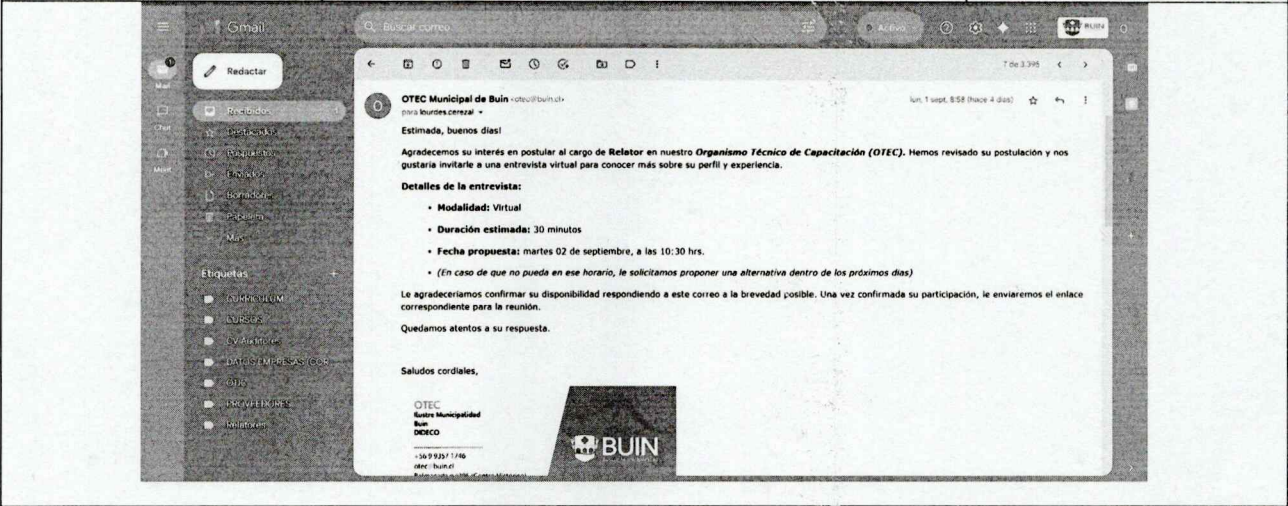 Gmail
Buscar correo
Activo
BUIN
Redactar
7 de 3.395
Mail
Recibidos
OTEC Municipal de Buin <otec@buin.cl>
lun, 1 sept, 8:58 (hace 4 días)
para lourdes.cerezal
Chat
Destacados
Estimada, buenos días!
Pospuestos
Agradecemos su interés en postular al cargo de Relator en nuestro Organismo Técnico de Capacitación (OTEC). Hemos revisado su postulación y nos
gustaría invitarle a una entrevista virtual para conocer más sobre su perfil y experiencia.
Meet
Enviados
Detalles de la entrevista:
Borradores
• Modalidad: Virtual
Papelera
• Duración estimada: 30 minutos
Más
• Fecha propuesta: martes 02 de septiembre, a las 10:30 hrs.
Etiquetas
• (En caso de que no pueda en ese horario, le solicitamos proponer una alternativa dentro de los próximos días)
CURRICULUM
Le agradeceríamos confirmar su disponibilidad respondiendo a este correo a la brevedad posible. Una vez confirmada su participación, le enviaremos el enlace
correspondiente para la reunión.
CURSOS
Quedamos atentos a su respuesta.
CV Auditores
DATOS EMPRESAS (COR
Saludos cordiales,
PROVEEDORES
Relatores
OTEC
Ilustre Municipalidad
Buin
DIDECO
BUIN
otec@buin.cl